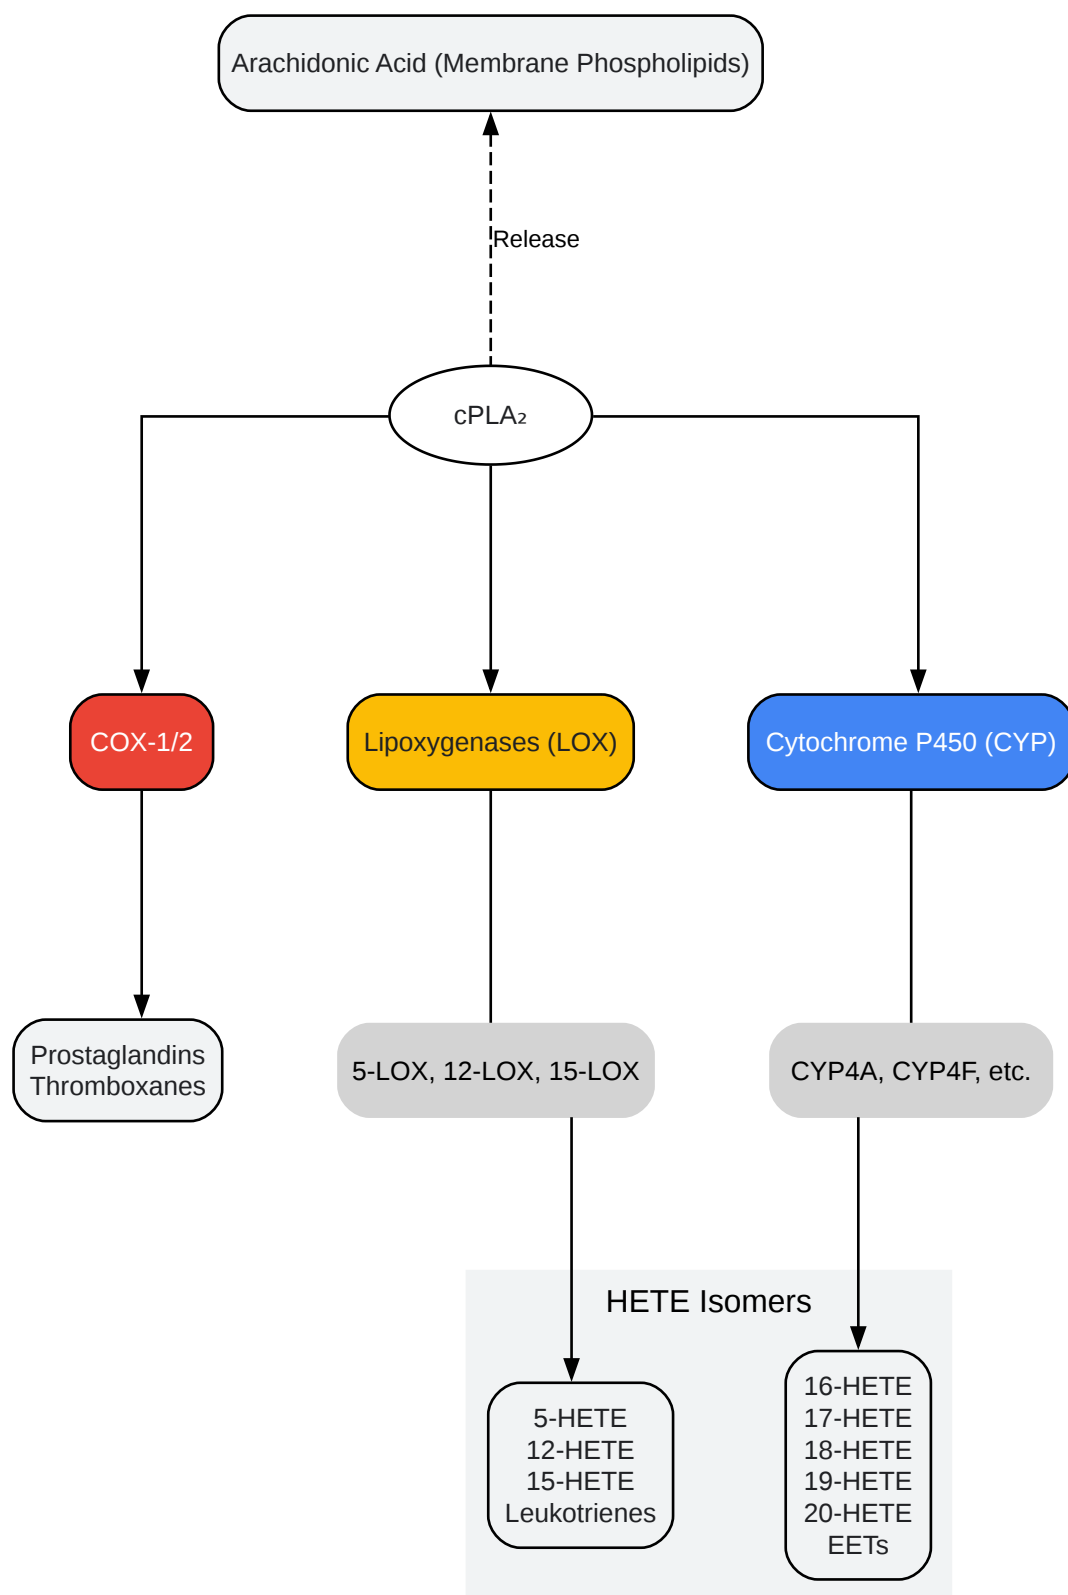 Arachidonic Acid (Membrane Phospholipids)
Release
cPLA₂
COX-1/2
Lipoxygenases (LOX)
Cytochrome P450 (CYP)
Prostaglandins
Thromboxanes
5-LOX, 12-LOX, 15-LOX
CYP4A, CYP4F, etc.
HETE Isomers
5-HETE
12-HETE
15-HETE
Leukotrienes
16-HETE
17-HETE
18-HETE
19-HETE
20-HETE
EETs